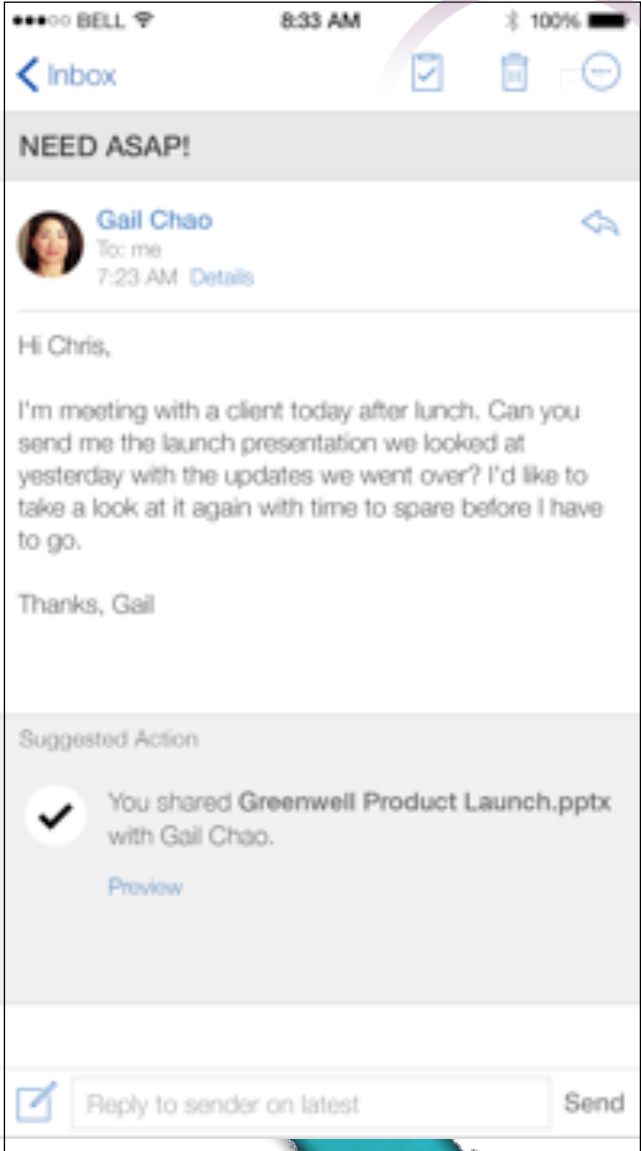 BELL 8:33 AM 100%
Inbox
NEED ASAP!
Gail Chao
To: me
7:23 AM Details
Hi Chris,
I'm meeting with a client today after lunch. Can you
send me the launch presentation we looked at
yesterday with the updates we went over? I'd like to
take a look at it again with time to spare before I have
to go.
Thanks, Gail
Suggested Action
You shared Greenwell Product Launch.pptx
with Gail Chao.
Preview
Reply to sender on latest Send